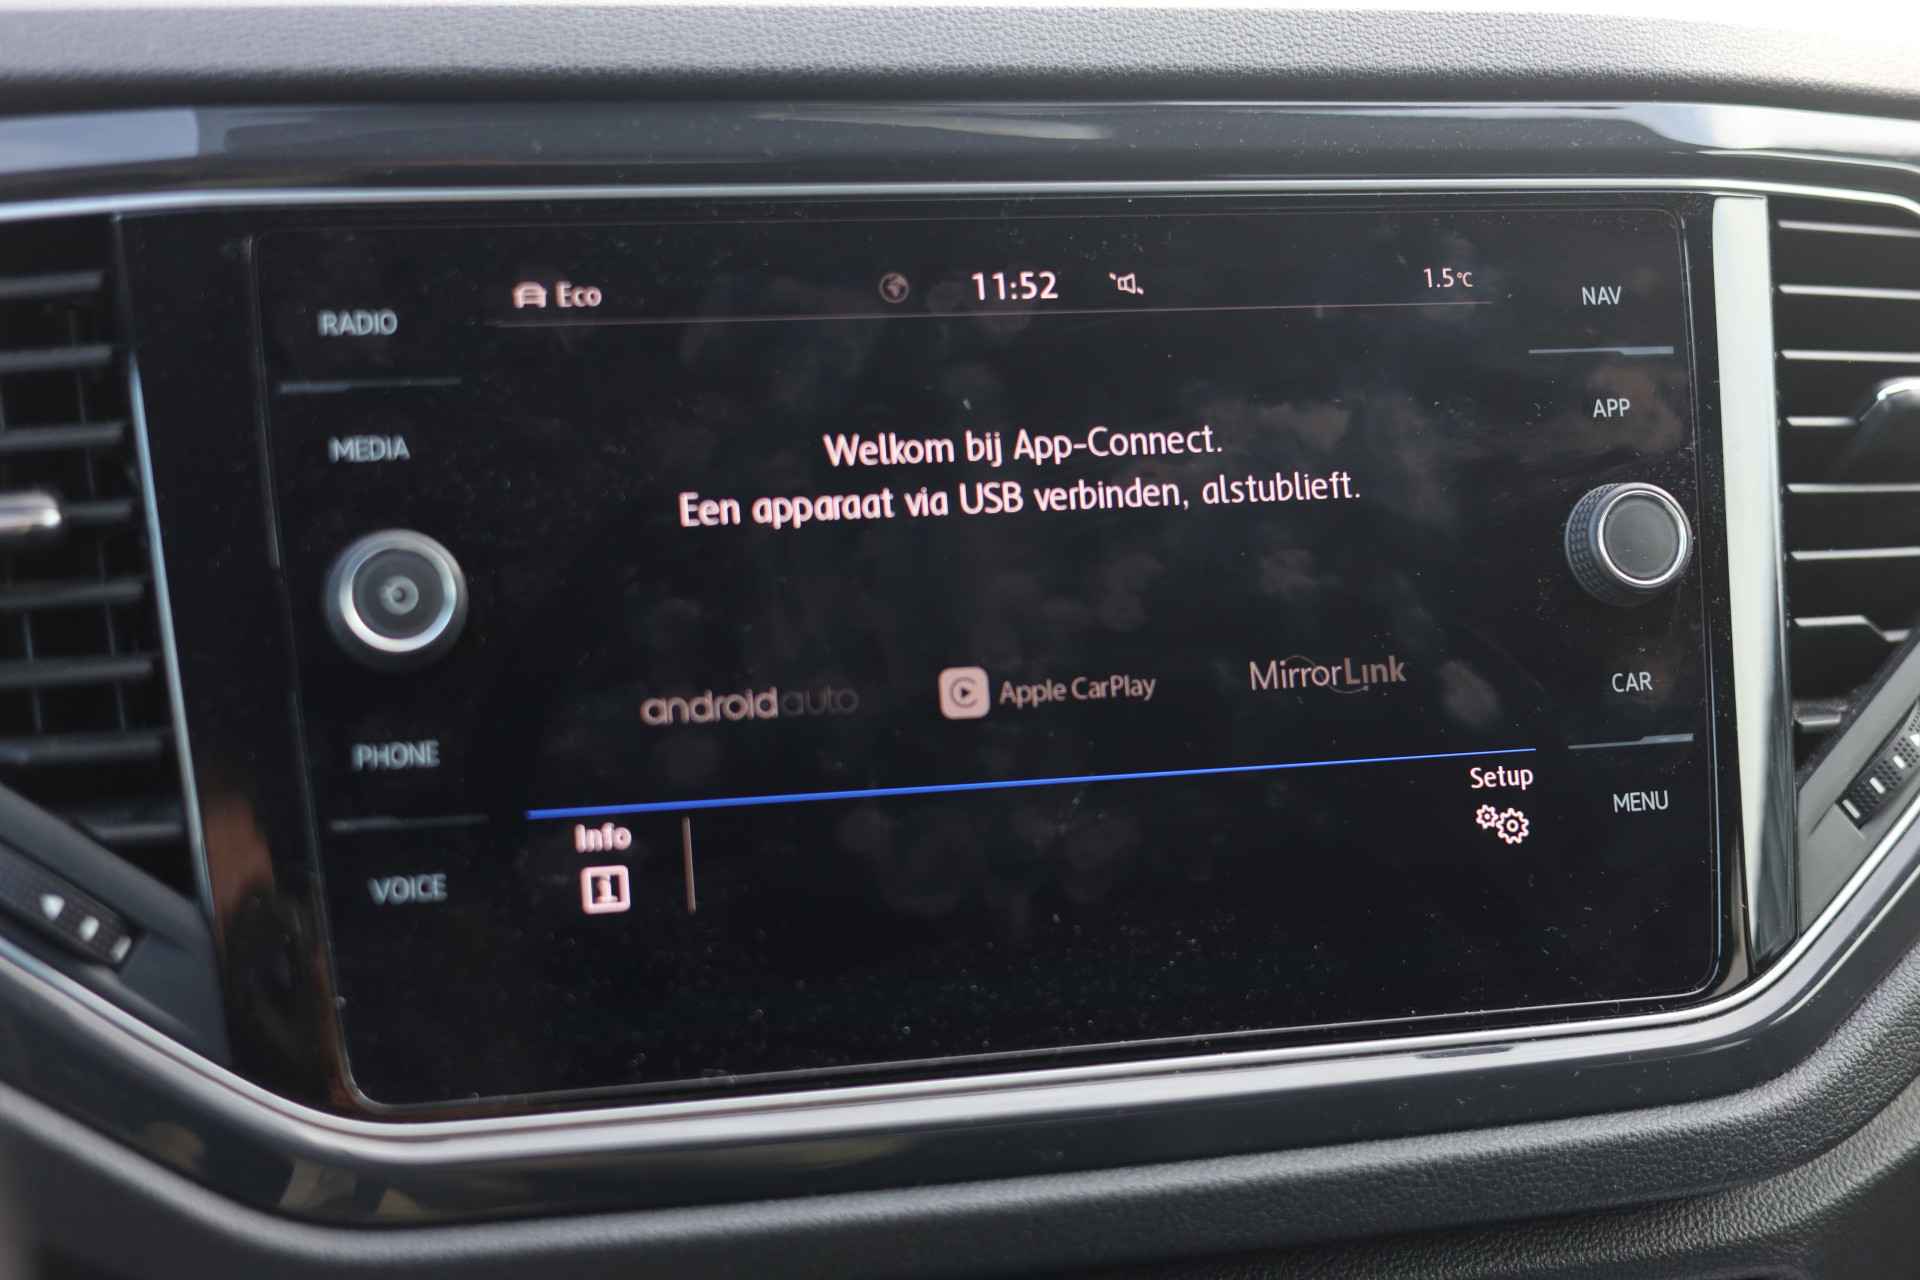 Eco 11:52 1.5°C
RADIO
MEDIA
PHONE
VOICE
Welkom bij App-Connect.
Een apparaat via USB verbinden, alstublieft.
androidauto Apple CarPlay MirrorLink
Info
Setup
NAV
APP
CAR
MENU